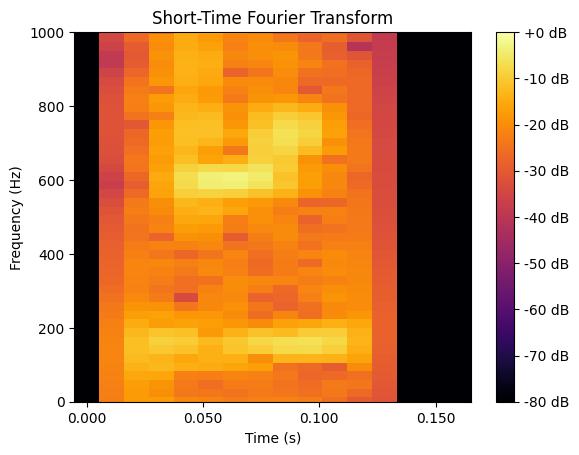 Short-Time Fourier Transform
Frequency (Hz)
1000
800
600
400
200
0
0.000
0.050
0.100
0.150
Time (s)
+0 dB
-10 dB
-20 dB
-30 dB
-40 dB
-50 dB
-60 dB
-70 dB
-80 dB